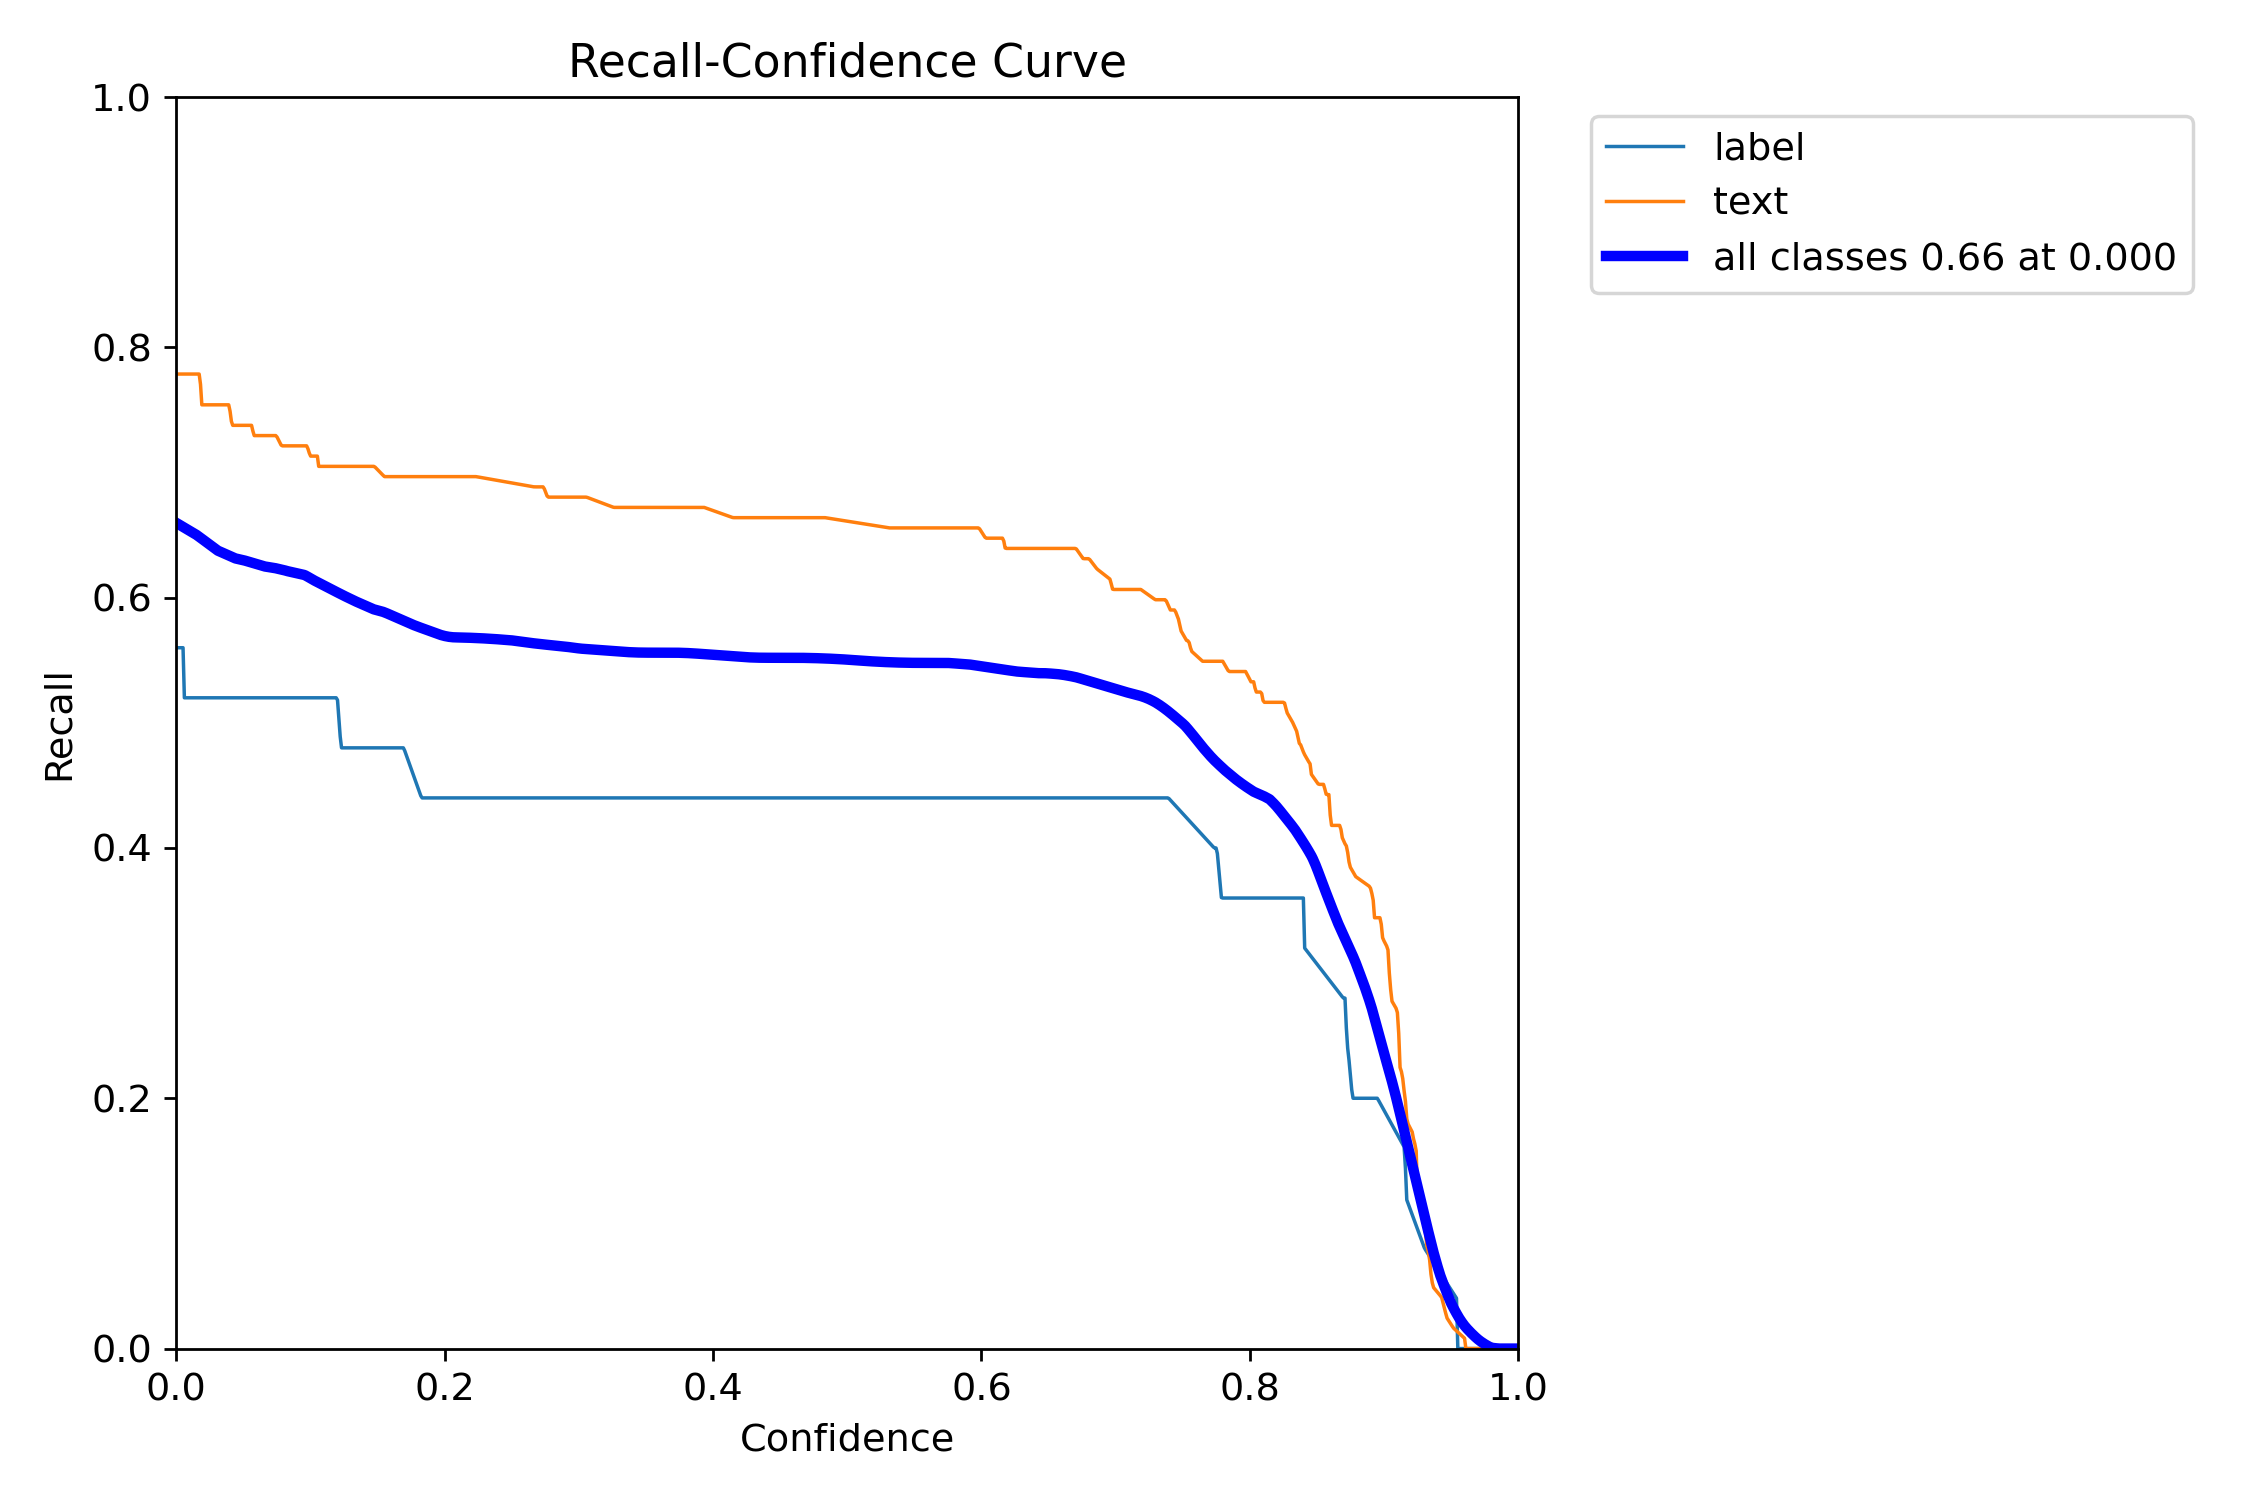 Recall-Confidence Curve
1.0
0.8
0.6
0.4
0.2
0.0
Recall
0.0 0.2 0.4 0.6 0.8 1.0
Confidence
label
text
all classes 0.66 at 0.000